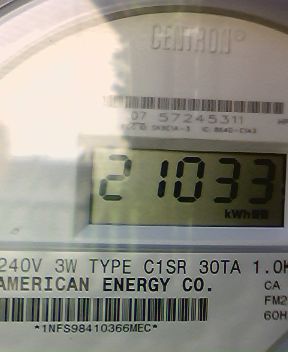 CENTRON®
07 57245311
21033
kWh
240V 3W TYPE C1SR 30TA 1.0K
AMERICAN ENERGY CO.
CA
FM2
60H
*1NFS98410366MEC*